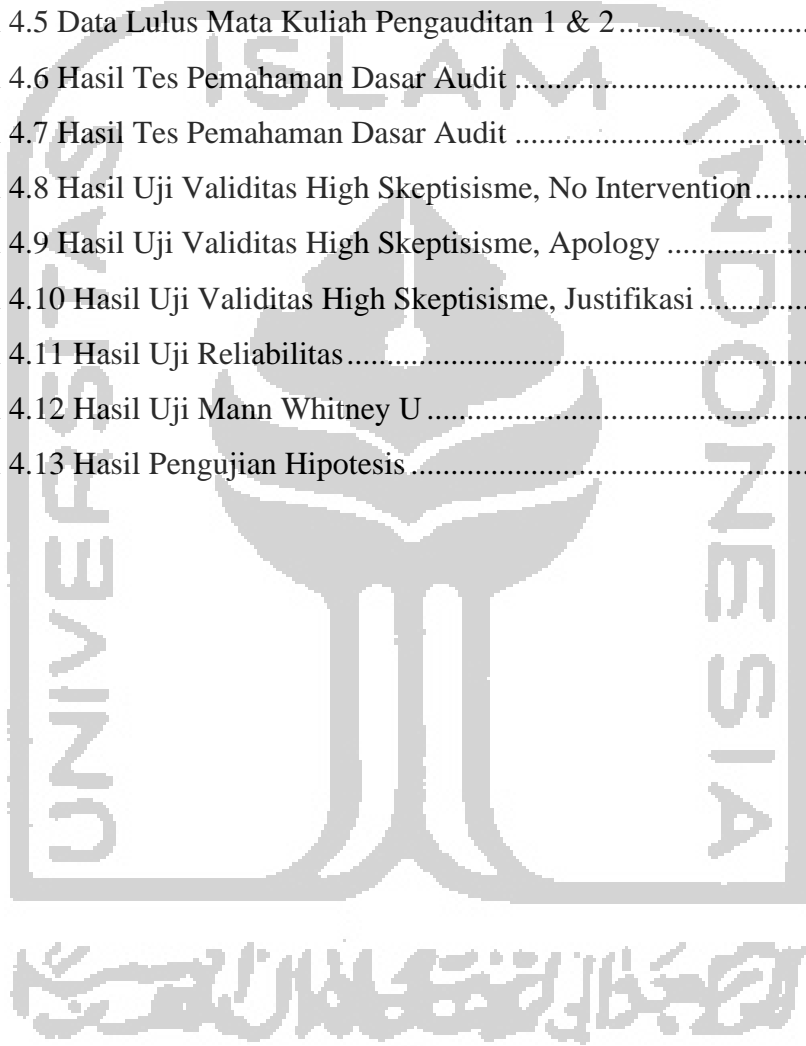 4.5 Data Lulus Mata Kuliah Pengauditan 1 & 2.......................
4.6 Hasil Tes Pemahaman Dasar Audit ....................................
4.7 Hasil Tes Pemahaman Dasar Audit ....................................
4.8 Hasil Uji Validitas High Skeptisisme, No Intervention.......
4.9 Hasil Uji Validitas High Skeptisisme, Apology .................
4.10 Hasil Uji Validitas High Skeptisisme, Justifikasi .............
4.11 Hasil Uji Reliabilitas.........................................................
4.12 Hasil Uji Mann Whitney U ...............................................
4.13 Hasil Pengujian Hipotesis .................................................
UNIVERSITAS
ISLAM
INDONESIA